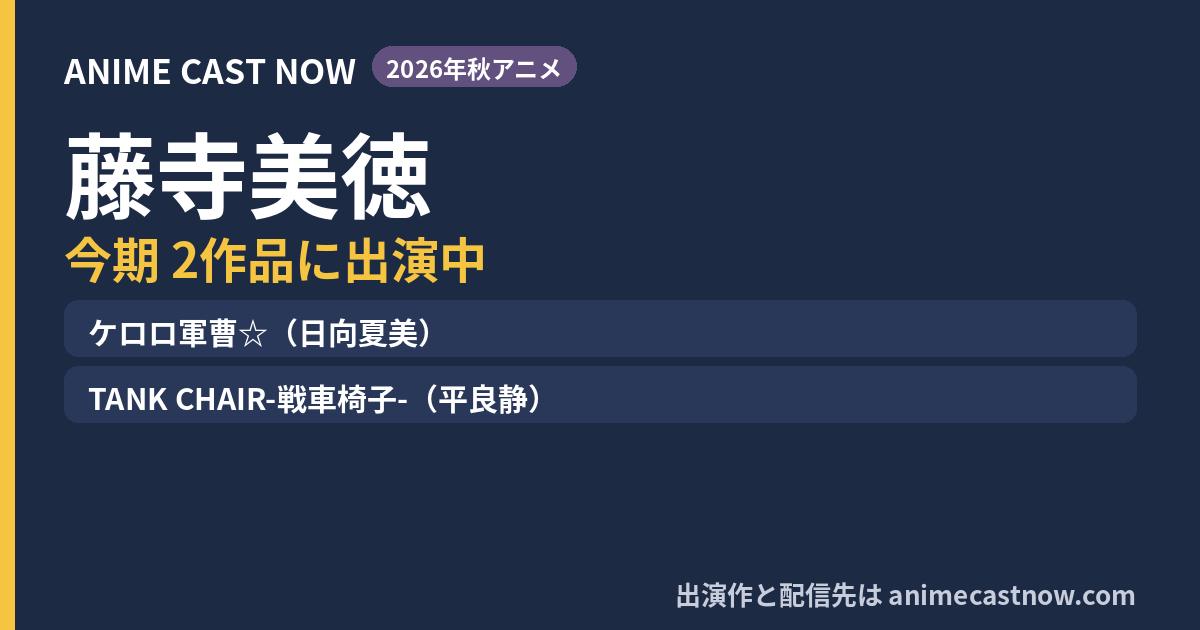 ANIME CAST NOW 2026年秋アニメ
藤寺美徳
今期 2作品に出演中
ケロロ軍曹☆（日向夏美）
TANK CHAIR-戦車椅子-（平良静）
出演作と配信先は animecastnow.com